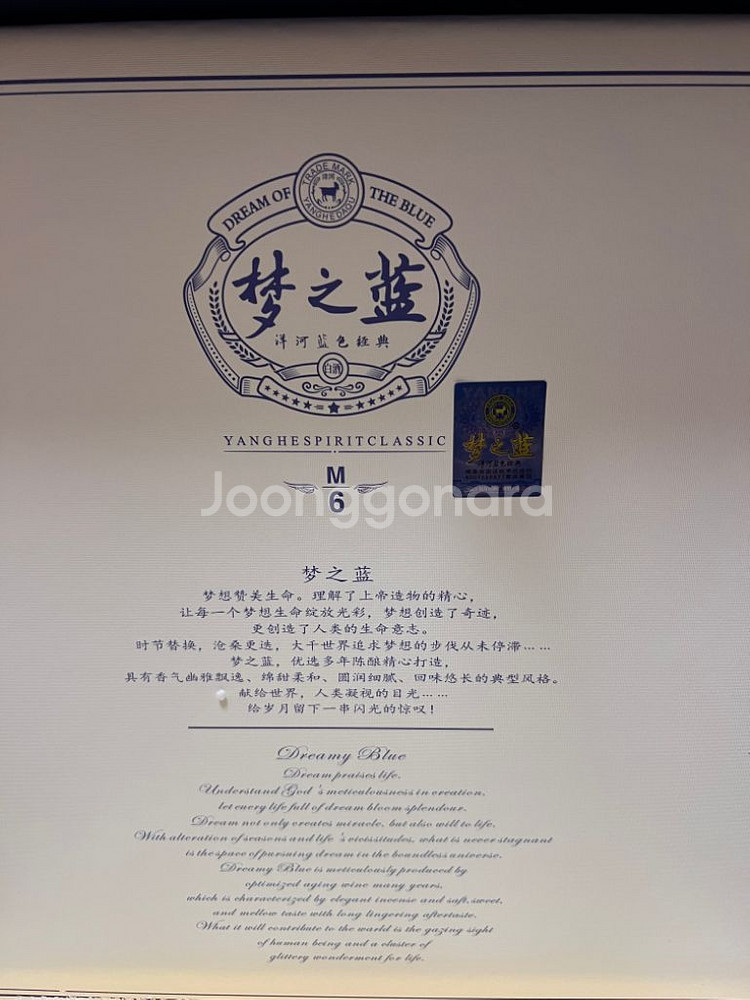 TRADE MARK
洋河
YANGHE DAQU
DREAM OF THE BLUE
梦之蓝
洋河蓝色经典
白酒
YANGHESPIRITCLASSIC
M
6
梦之蓝
洋河蓝色经典
Joonggonara
梦之蓝
梦想赞美生命。理解了上帝造物的精心，
让每一个梦想生命绽放光彩，梦想创造了奇迹，
更创造了人类的生命意志。
时节替换，沧桑更迭，大千世界追求梦想的步伐从未停滞……
梦之蓝，优选多年陈酿精心打造，
具有香气幽雅飘逸、绵甜柔和、圆润细腻、回味悠长的典型风格。
献给世界，人类凝视的目光……
给岁月留下一串闪光的惊叹！
Dreamy Blue
Dream praises life.
Understand God's meticulousness in creation,
let every life full of dream bloom splendour.
Dream not only creates miracle, but also will to life.
With alteration of seasons and life's vicissitudes, what is never stagnant
is the space of pursuing dream in the boundless universe.
Dreamy Blue is meticulously produced by
optimized aging wine many years,
which is characterized by elegant incense and soft,sweet,
and mellow taste with long lingering aftertaste.
What it will contribute to the world is the gazing sight
of human being and a cluster of
glittery wonderment for life.